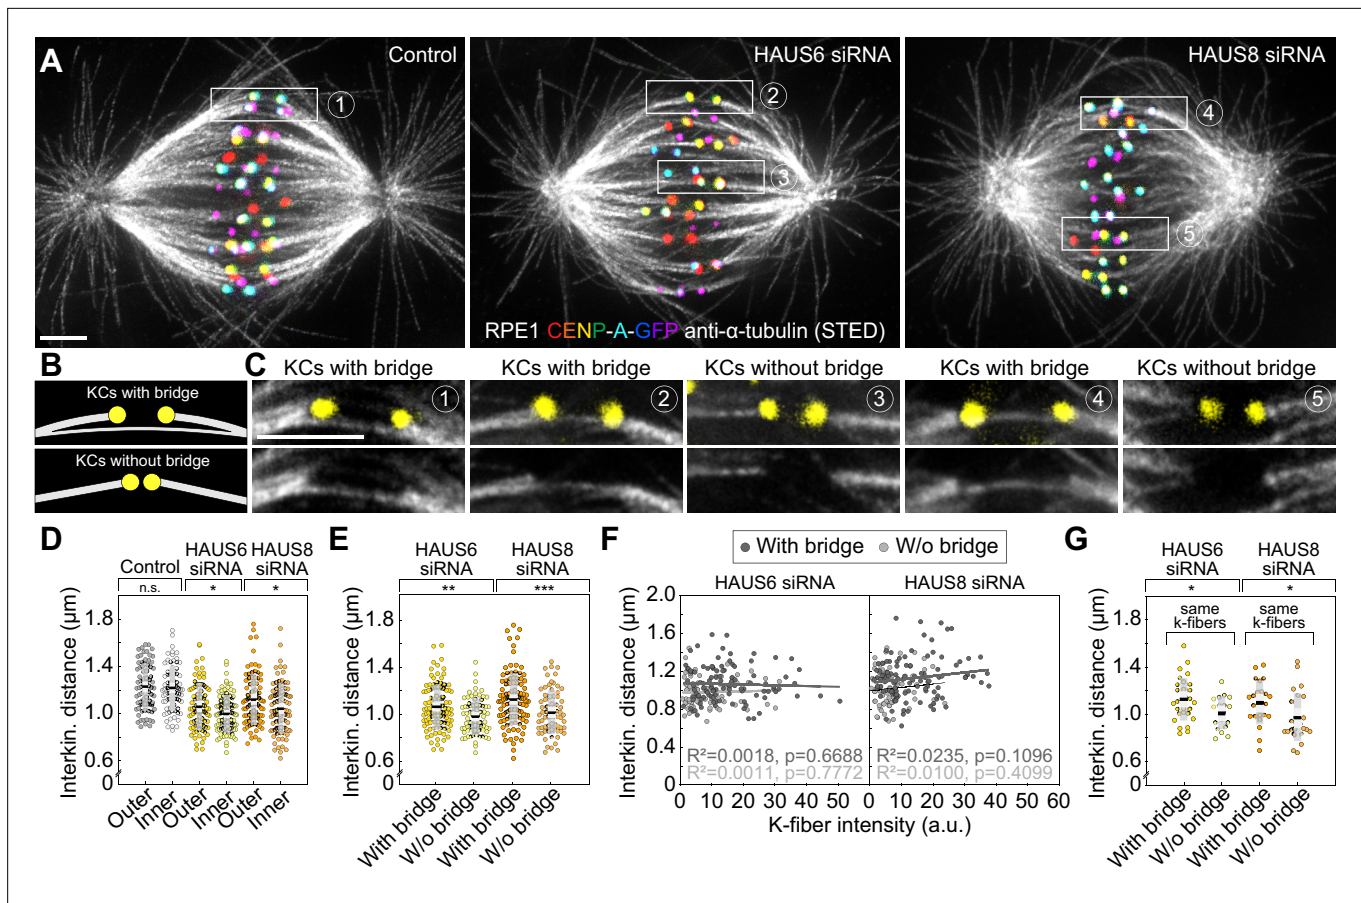 A
Control
HAUS6 siRNA
HAUS8 siRNA
1
2
3
4
5
RPE1 CENP-A-GFP anti-α-tubulin (STED)
B
KCs with bridge
KCs without bridge
C
KCs with bridge
KCs with bridge
KCs without bridge
KCs with bridge
KCs without bridge
1
2
3
4
5
D
Control
HAUS6 siRNA
HAUS8 siRNA
n.s.
*
*
Interkin. distance (μm)
1.8
1.4
1.0
0.6
0
Outer
Inner
Outer
Inner
Outer
Inner
E
HAUS6 siRNA
HAUS8 siRNA
**
***
Interkin. distance (μm)
1.8
1.4
1.0
0.6
0
With bridge
W/o bridge
With bridge
W/o bridge
F
With bridge
W/o bridge
HAUS6 siRNA
HAUS8 siRNA
Interkin. distance (μm)
2.0
1.6
1.2
0.8
0.4
0
R²=0.0018, p=0.6688
R²=0.0011, p=0.7772
R²=0.0235, p=0.1096
R²=0.0100, p=0.4099
0 10 20 30 40 50 0 10 20 30 40 50 60
K-fiber intensity (a.u.)
G
HAUS6 siRNA
HAUS8 siRNA
*
*
same k-fibers
same k-fibers
Interkin. distance (μm)
1.8
1.4
1.0
0.6
0
With bridge
W/o bridge
With bridge
W/o bridge